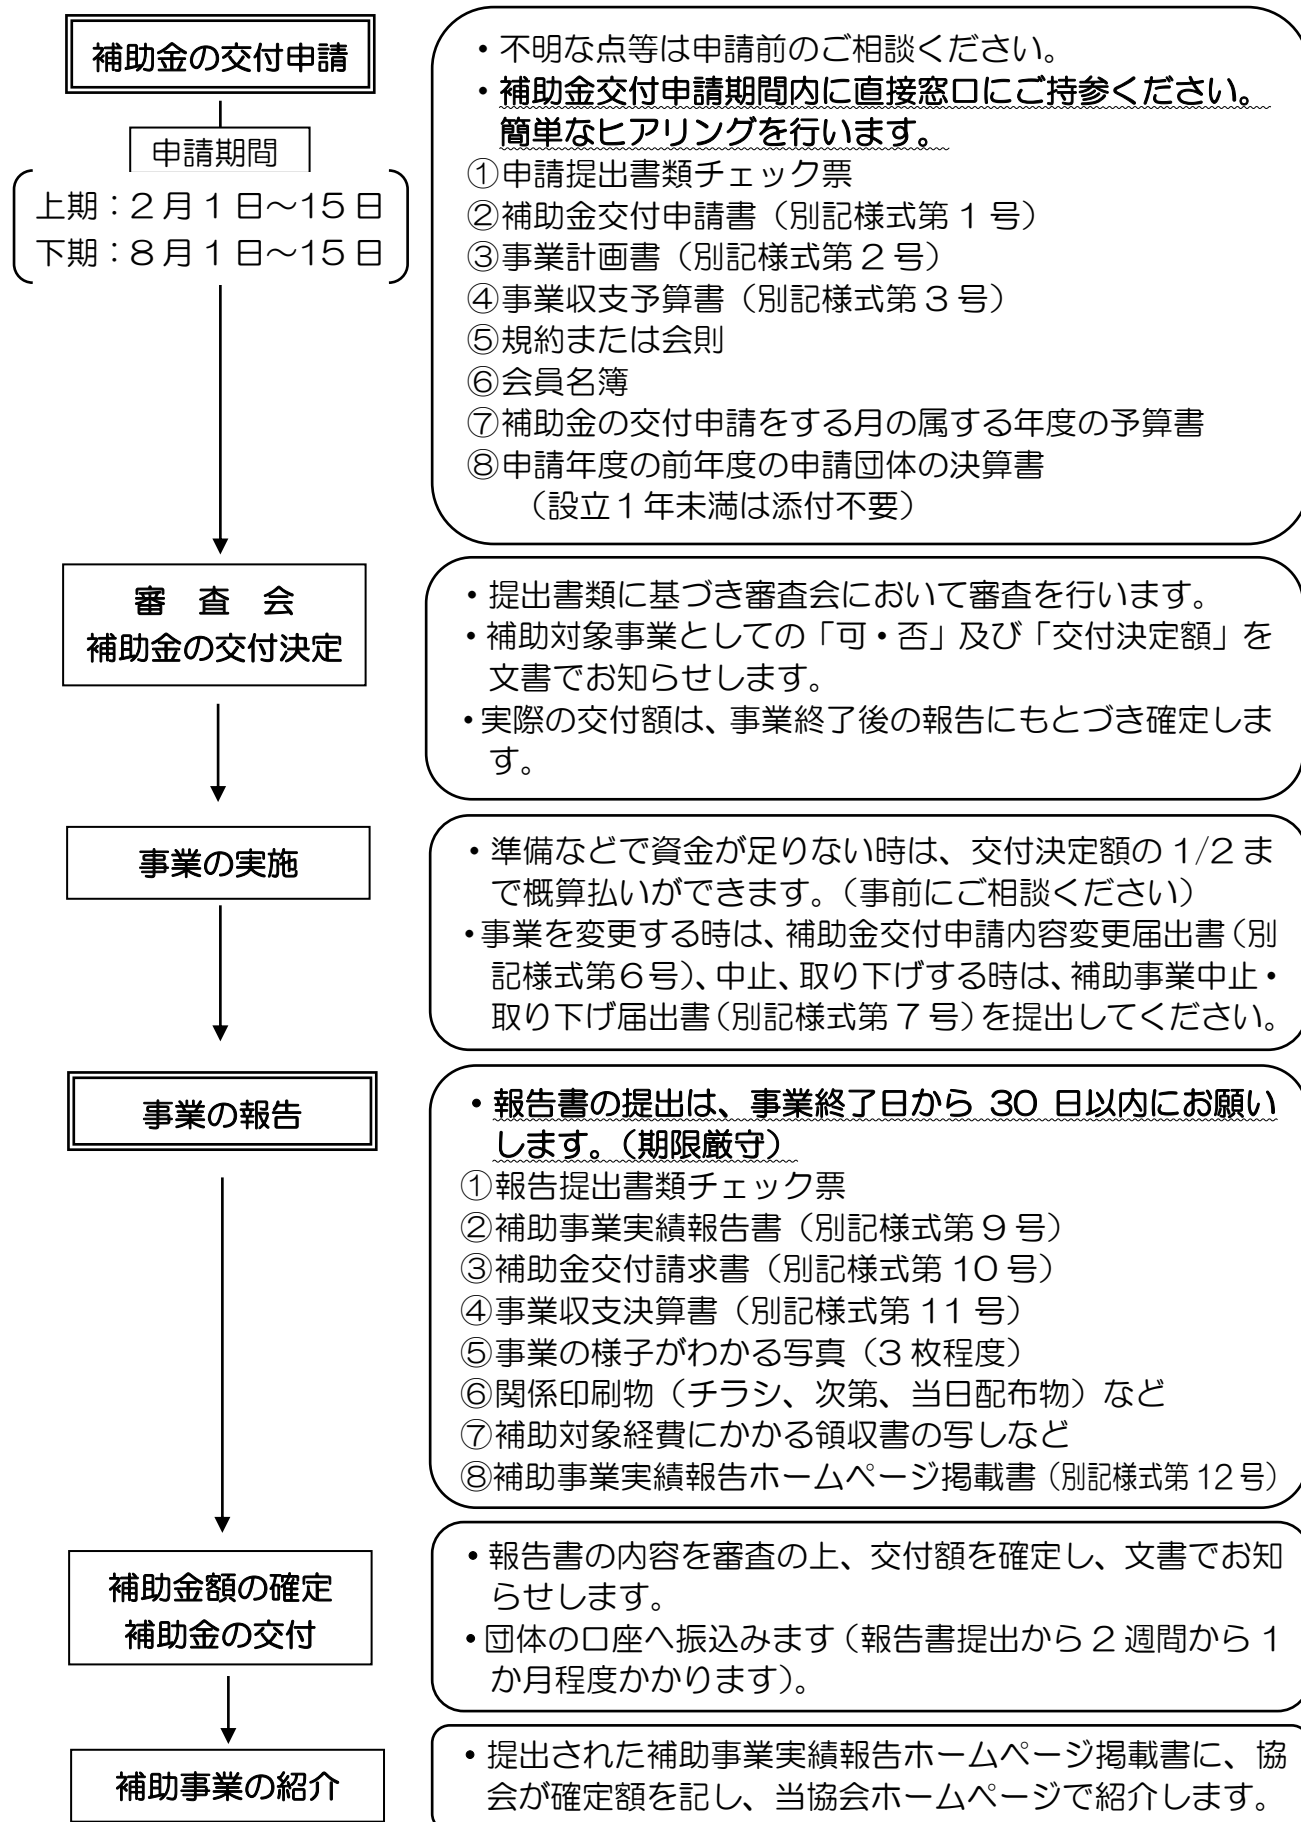 補助金の交付申請
申請期間
上期：2月1日～15日
下期：8月1日～15日
・不明な点等は申請前のご相談ください。
・補助金交付申請期間内に直接窓口にご持参ください。
簡単なヒアリングを行います。
①申請提出書類チェック票
②補助金交付申請書（別記様式第1号）
③事業計画書（別記様式第2号）
④事業収支予算書（別記様式第3号）
⑤規約または会則
⑥会員名簿
⑦補助金の交付申請をする月の属する年度の予算書
⑧申請年度の前年度の申請団体の決算書
（設立1年未満は添付不要）
審　査　会
補助金の交付決定
・提出書類に基づき審査会において審査を行います。
・補助対象事業としての「可・否」及び「交付決定額」を
文書でお知らせします。
・実際の交付額は、事業終了後の報告にもとづき確定しま
す。
事業の実施
・準備などで資金が足りない時は、交付決定額の1/2ま
で概算払いができます。（事前にご相談ください）
・事業を変更する時は、補助金交付申請内容変更届出書（別
記様式第6号）、中止、取り下げする時は、補助事業中止・
取り下げ届出書（別記様式第7号）を提出してください。
事業の報告
・報告書の提出は、事業終了日から 30 日以内にお願い
します。（期限厳守）
①報告提出書類チェック票
②補助事業実績報告書（別記様式第9号）
③補助金交付請求書（別記様式第10号）
④事業収支決算書（別記様式第11号）
⑤事業の様子がわかる写真（3枚程度）
⑥関係印刷物（チラシ、次第、当日配布物）など
⑦補助対象経費にかかる領収書の写しなど
⑧補助事業実績報告ホームページ掲載書（別記様式第12号）
補助金額の確定
補助金の交付
・報告書の内容を審査の上、交付額を確定し、文書でお知
らせします。
・団体の口座へ振込みます（報告書提出から2週間から1
か月程度かかります）。
補助事業の紹介
・提出された補助事業実績報告ホームページ掲載書に、協
会が確定額を記し、当協会ホームページで紹介します。